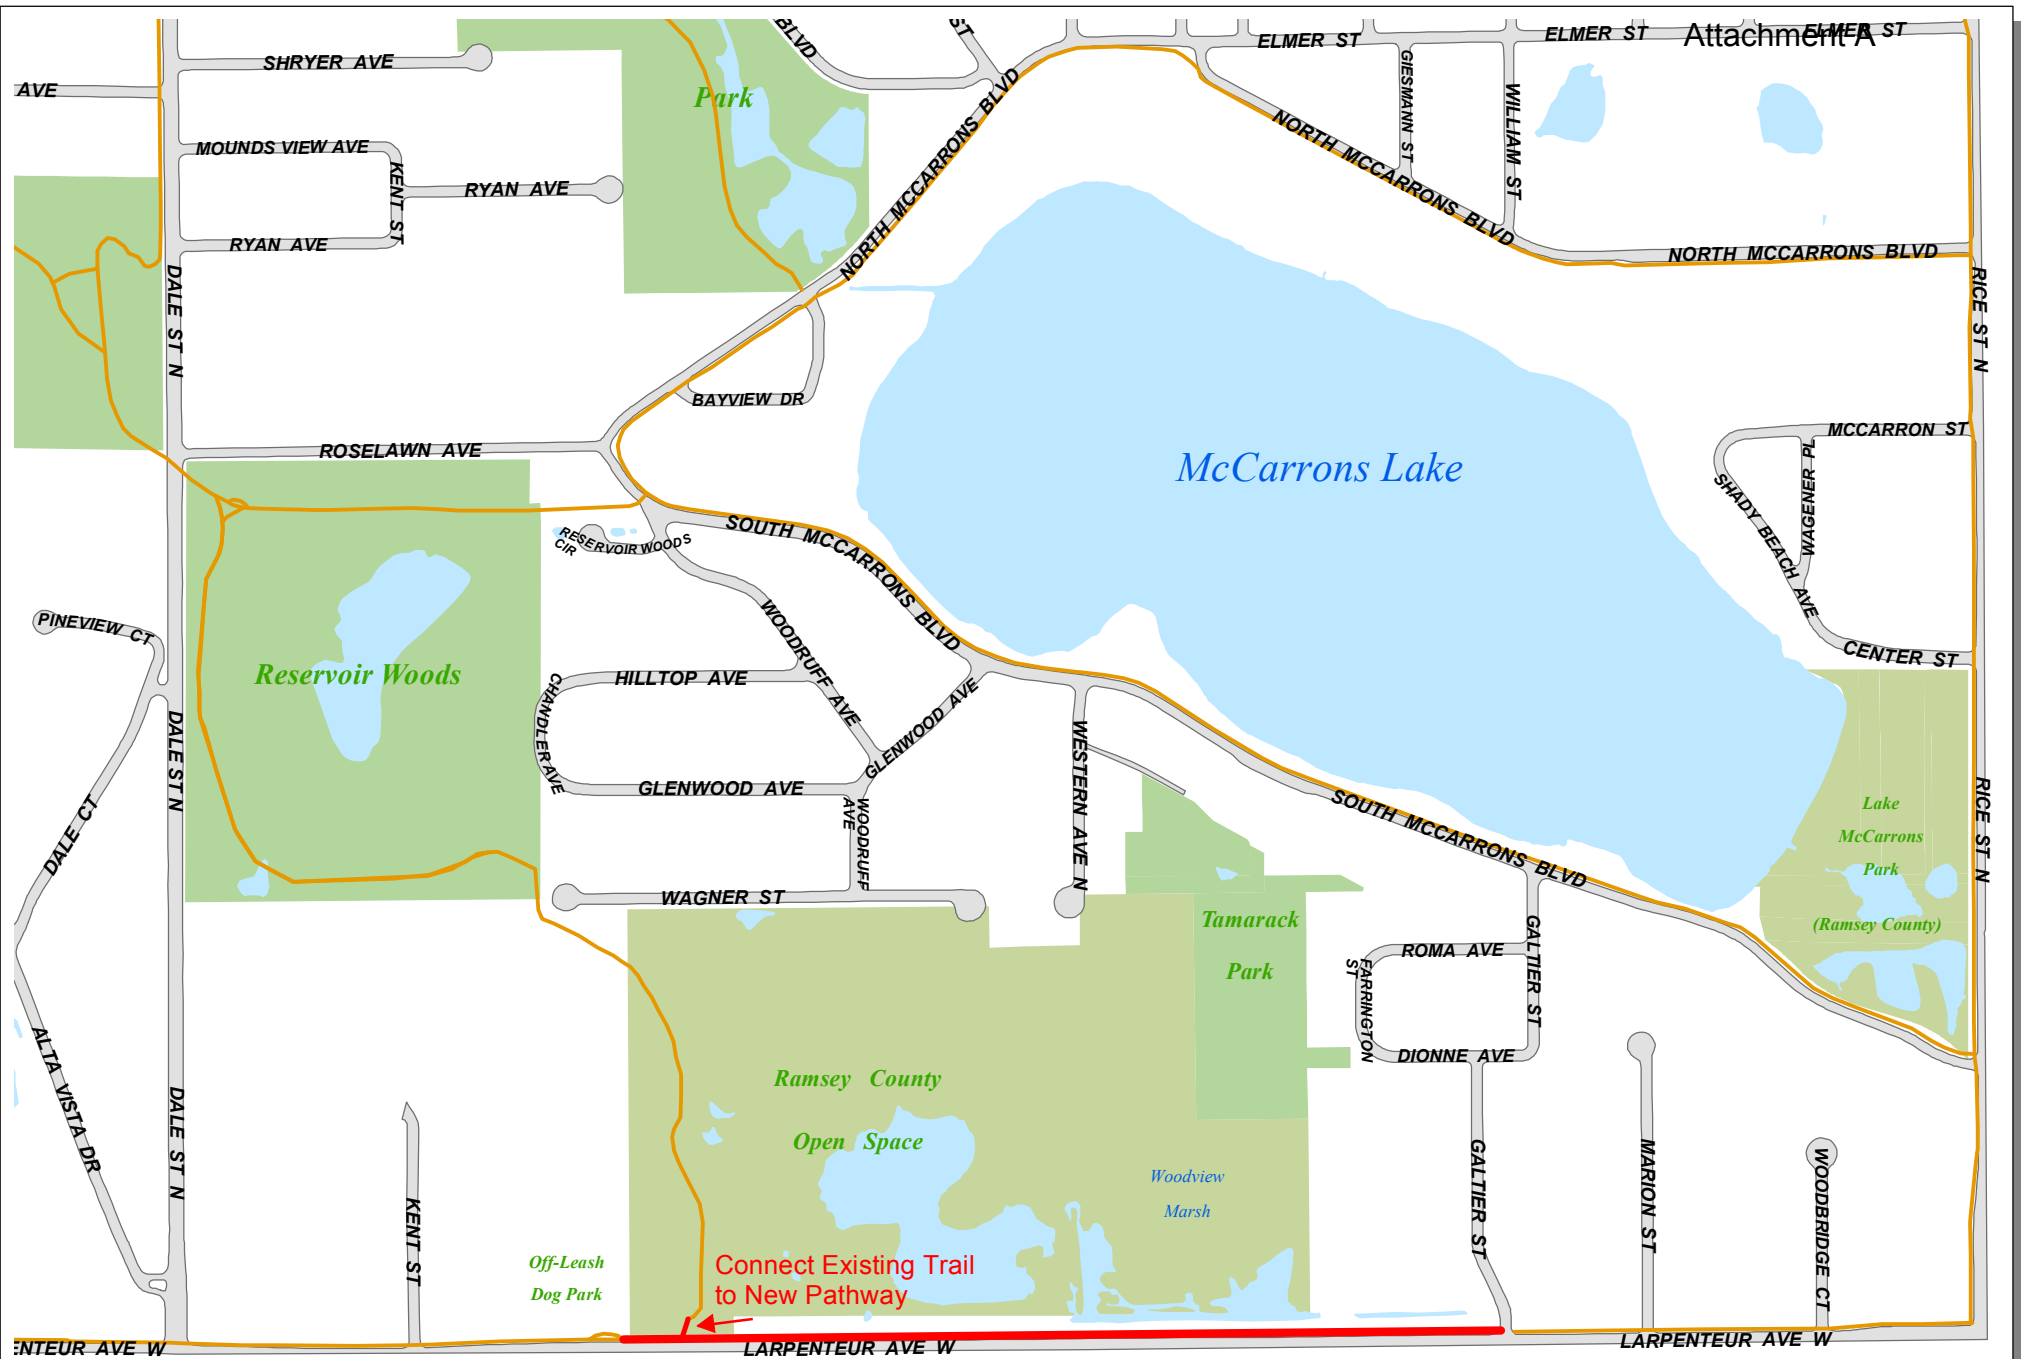 BLVD
ST
ELMER ST
ELMER ST
Attachment A
ELMER ST
SHRYER AVE
AVE
Park
GIESMANN ST
WILLIAM ST
NORTH MCCARRONS BLVD
NORTH MCCARRONS BLVD
NORTH MCCARRONS BLVD
MOUNDS VIEW AVE
KENT ST
RYAN AVE
RYAN AVE
DALE ST N
RICE ST N
BAYVIEW DR
ROSELAWN AVE
McCarrons Lake
MCCARRON ST
WAGENER PL
SHADY BEACH AVE
CENTER ST
SOUTH MCCARRONS BLVD
RESERVOIR WOODS
CIR
PINEVIEW CT
Reservoir Woods
WOODRUFF AVE
HILLTOP AVE
CHANDLER AVE
GLENWOOD AVE
GLENWOOD AVE
WESTERN AVE N
DALE ST N
DALE CT
WOODRUFF
AVE
SOUTH MCCARRONS BLVD
RICE ST N
Lake
McCarrons
Park
(Ramsey County)
WAGNER ST
Tamarack
Park
ROMA AVE
FARRINGTON
ST
GALTIER ST
DIONNE AVE
ALTA VISTA DR
DALE ST N
Ramsey County
Open Space
Woodview
Marsh
KENT ST
GALTIER ST
MARION ST
WOODBRIDGE CT
Off-Leash
Dog Park
Connect Existing Trail
to New Pathway
ENTEUR AVE W
LARPENTEUR AVE W
LARPENTEUR AVE W